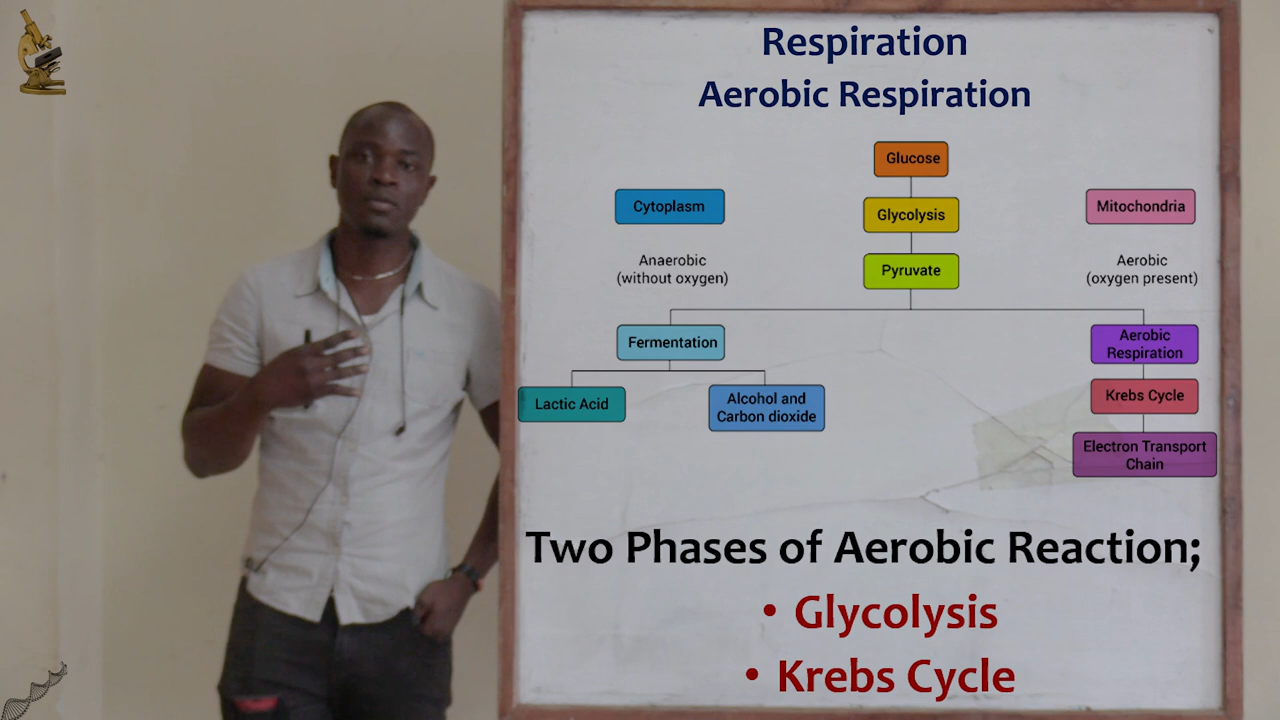 Respiration
Aerobic Respiration
Glucose
Cytoplasm
Glycolysis
Mitochondria
Anaerobic
(without oxygen)
Pyruvate
Aerobic
(oxygen present)
Fermentation
Aerobic
Respiration
Lactic Acid
Alcohol and
Carbon dioxide
Krebs Cycle
Electron Transport
Chain
Two Phases of Aerobic Reaction;
• Glycolysis
• Krebs Cycle